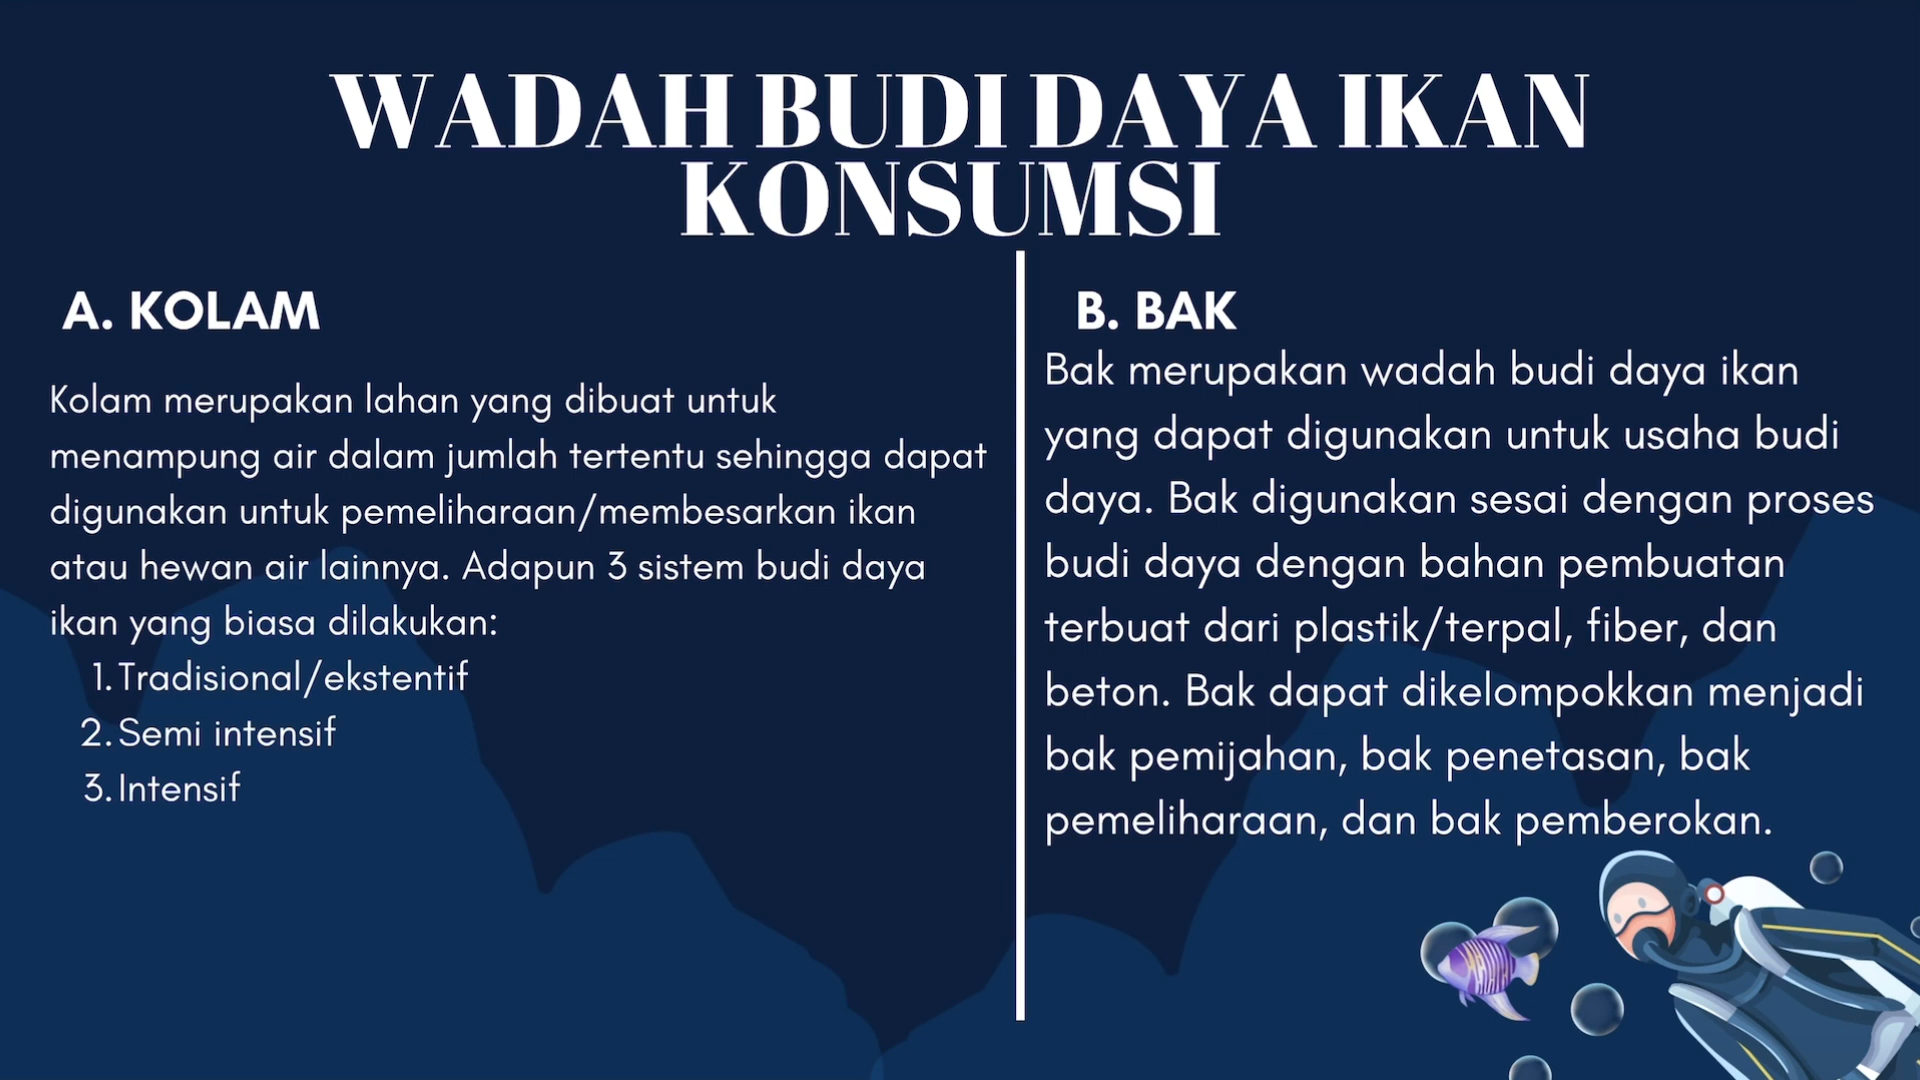 WADAH BUDI DAYA IKAN
KONSUMSI
A. KOLAM
Kolam merupakan lahan yang dibuat untuk
menampung air dalam jumlah tertentu sehingga dapat
digunakan untuk pemeliharaan/membesarkan ikan
atau hewan air lainnya. Adapun 3 sistem budi daya
ikan yang biasa dilakukan:
1. Tradisional/ekstentif
2. Semi intensif
3. Intensif
B. BAK
Bak merupakan wadah budi daya ikan
yang dapat digunakan untuk usaha budi
daya. Bak digunakan sesai dengan proses
budi daya dengan bahan pembuatan
terbuat dari plastik/terpal, fiber, dan
beton. Bak dapat dikelompokkan menjadi
bak pemijahan, bak penetasan, bak
pemeliharaan, dan bak pemberokan.